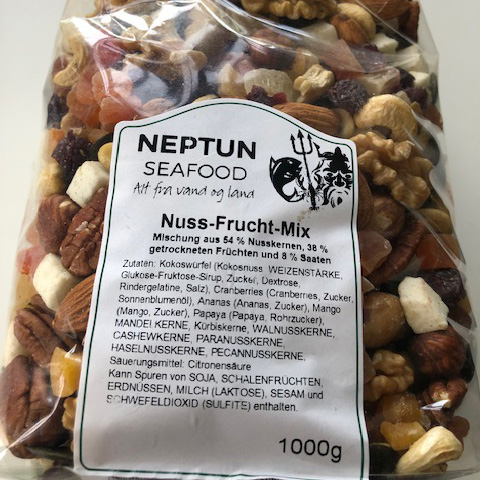 NEPTUN
SEAFOOD
Alt fra vand og land
Nuss-Frucht-Mix
Mischung aus 54 % Nusskernen, 38 %
getrockneten Früchten und 8 % Saaten
Zutaten: Kokoswürfel (Kokosnuss, WEIZENSTÄRKE,
Glukose-Fruktose-Sirup, Zucker, Dextrose,
Rindergelatine, Salz), Cranberries (Cranberries, Zucker,
Sonnenblumenöl), Ananas (Ananas, Zucker), Mango
(Mango, Zucker), Papaya (Papaya, Rohrzucker),
MANDELKERNE, Kürbiskerne, WALNUSSKERNE,
CASHEWKERNE, PARANUSSKERNE,
HASELNUSSKERNE, PECANNUSSKERNE,
Säuerungsmittel: Citronensäure
Kann Spuren von SOJA, SCHALENFRÜCHTEN,
ERDNÜSSEN, MILCH (LAKTOSE), SESAM und
SCHWEFELDIOXID (SULFITE) enthalten.
1000g